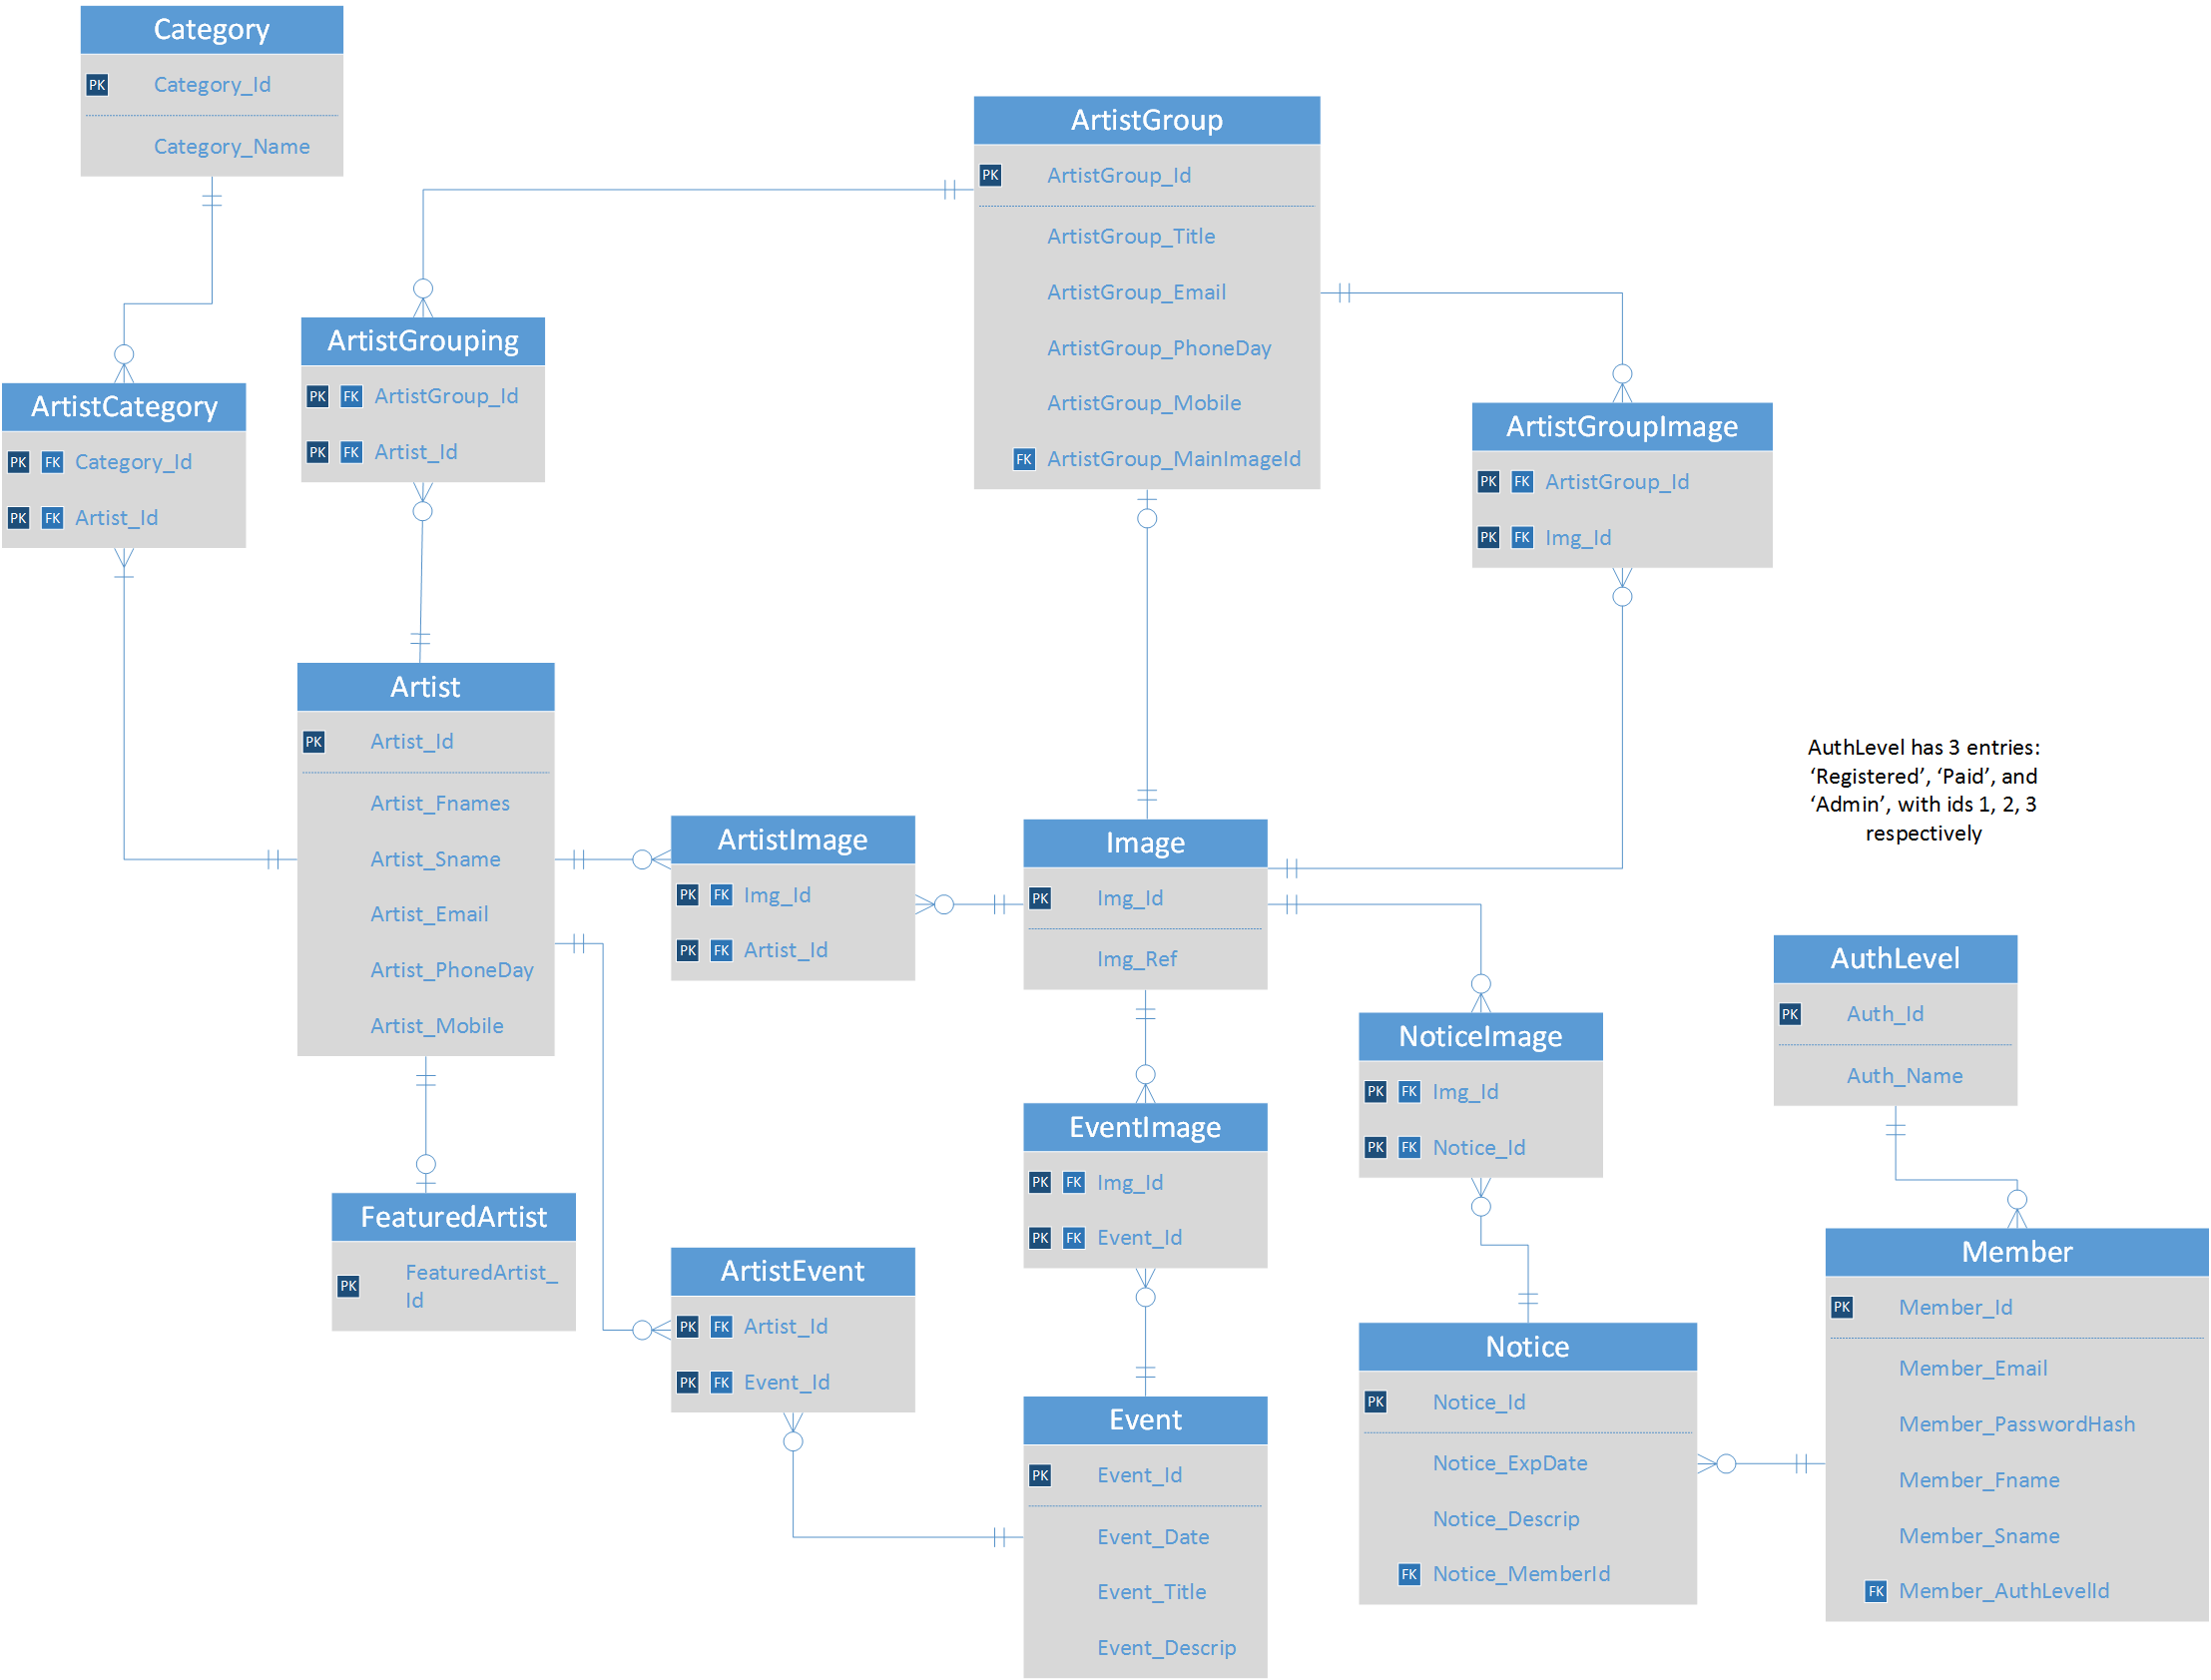 Category
PK Category_Id
Category_Name
ArtistGroup
PK ArtistGroup_Id
ArtistGroup_Title
ArtistGroup_Email
ArtistGroup_PhoneDay
ArtistGroup_Mobile
FK ArtistGroup_MainImageId
ArtistGrouping
PK FK ArtistGroup_Id
PK FK Artist_Id
ArtistCategory
PK FK Category_Id
PK FK Artist_Id
ArtistGroupImage
PK FK ArtistGroup_Id
PK FK Img_Id
Artist
PK Artist_Id
Artist_Fnames
Artist_Sname
Artist_Email
Artist_PhoneDay
Artist_Mobile
ArtistImage
PK FK Img_Id
PK FK Artist_Id
Image
PK Img_Id
Img_Ref
AuthLevel has 3 entries:
‘Registered’, ‘Paid’, and
‘Admin’, with ids 1, 2, 3
respectively
AuthLevel
PK Auth_Id
Auth_Name
NoticeImage
PK FK Img_Id
PK FK Notice_Id
EventImage
PK FK Img_Id
PK FK Event_Id
FeaturedArtist
PK FeaturedArtist_
Id
ArtistEvent
PK FK Artist_Id
PK FK Event_Id
Member
PK Member_Id
Member_Email
Member_PasswordHash
Member_Fname
Member_Sname
FK Member_AuthLevelId
Notice
PK Notice_Id
Notice_ExpDate
Notice_Descrip
FK Notice_MemberId
Event
PK Event_Id
Event_Date
Event_Title
Event_Descrip